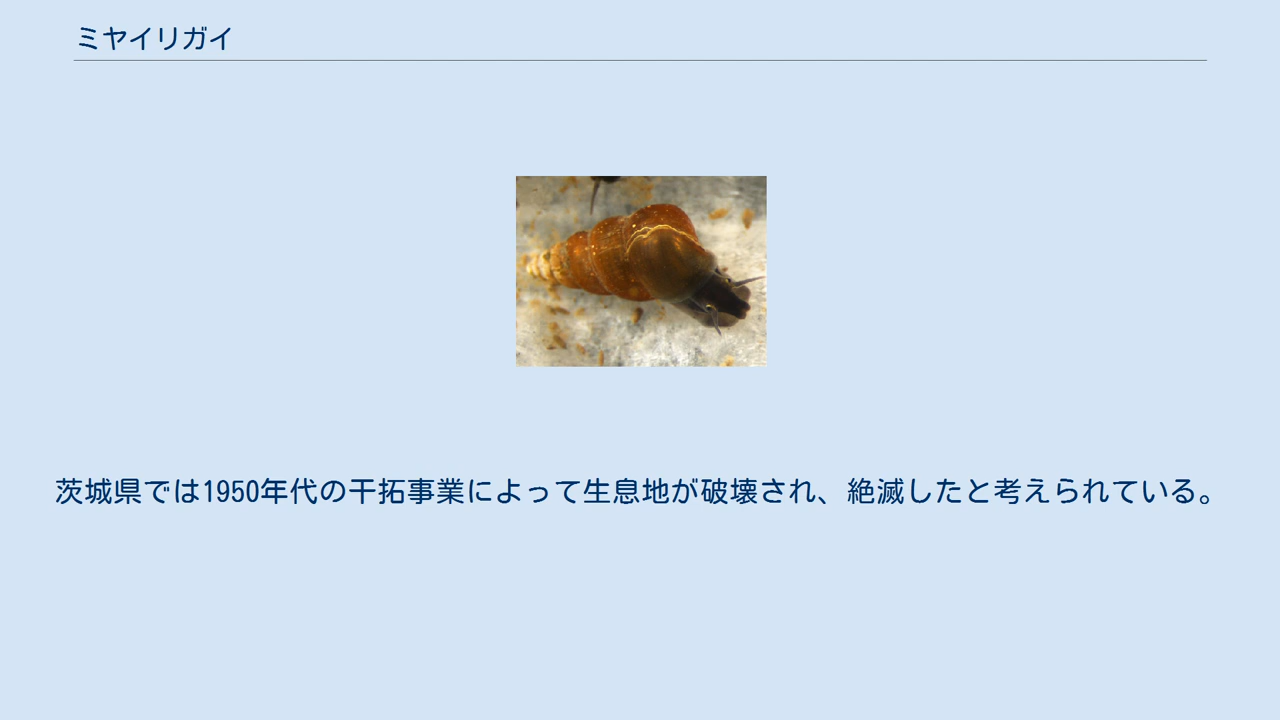 ミヤイリガイ
茨城県では1950年代の干拓事業によって生息地が破壊され、絶滅したと考えられている。